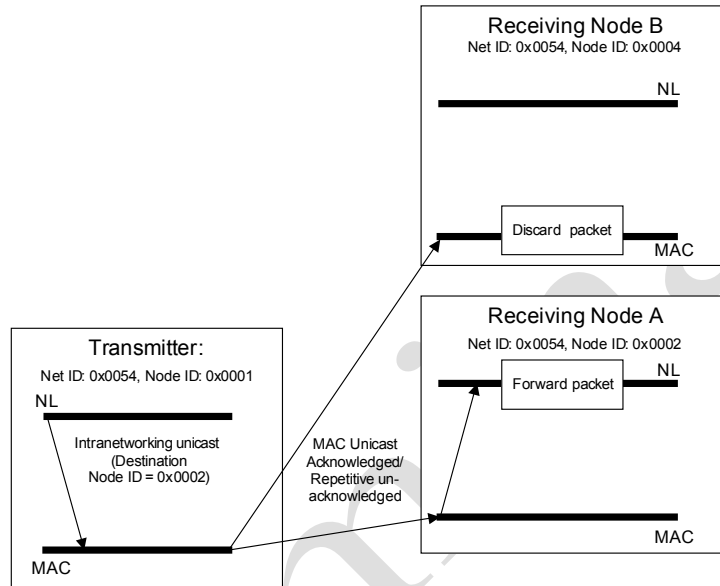 Receiving Node B
Net ID: 0x0054, Node ID: 0x0004
NL
Discard packet
MAC
Receiving Node A
Net ID: 0x0054, Node ID: 0x0002
NL
Forward packet
MAC
Transmitter:
Net ID: 0x0054, Node ID: 0x0001
NL
Intranetworking unicast
(Destination
Node ID = 0x0002)
MAC Unicast
Acknowledged/
Repetitive un-
acknowledged